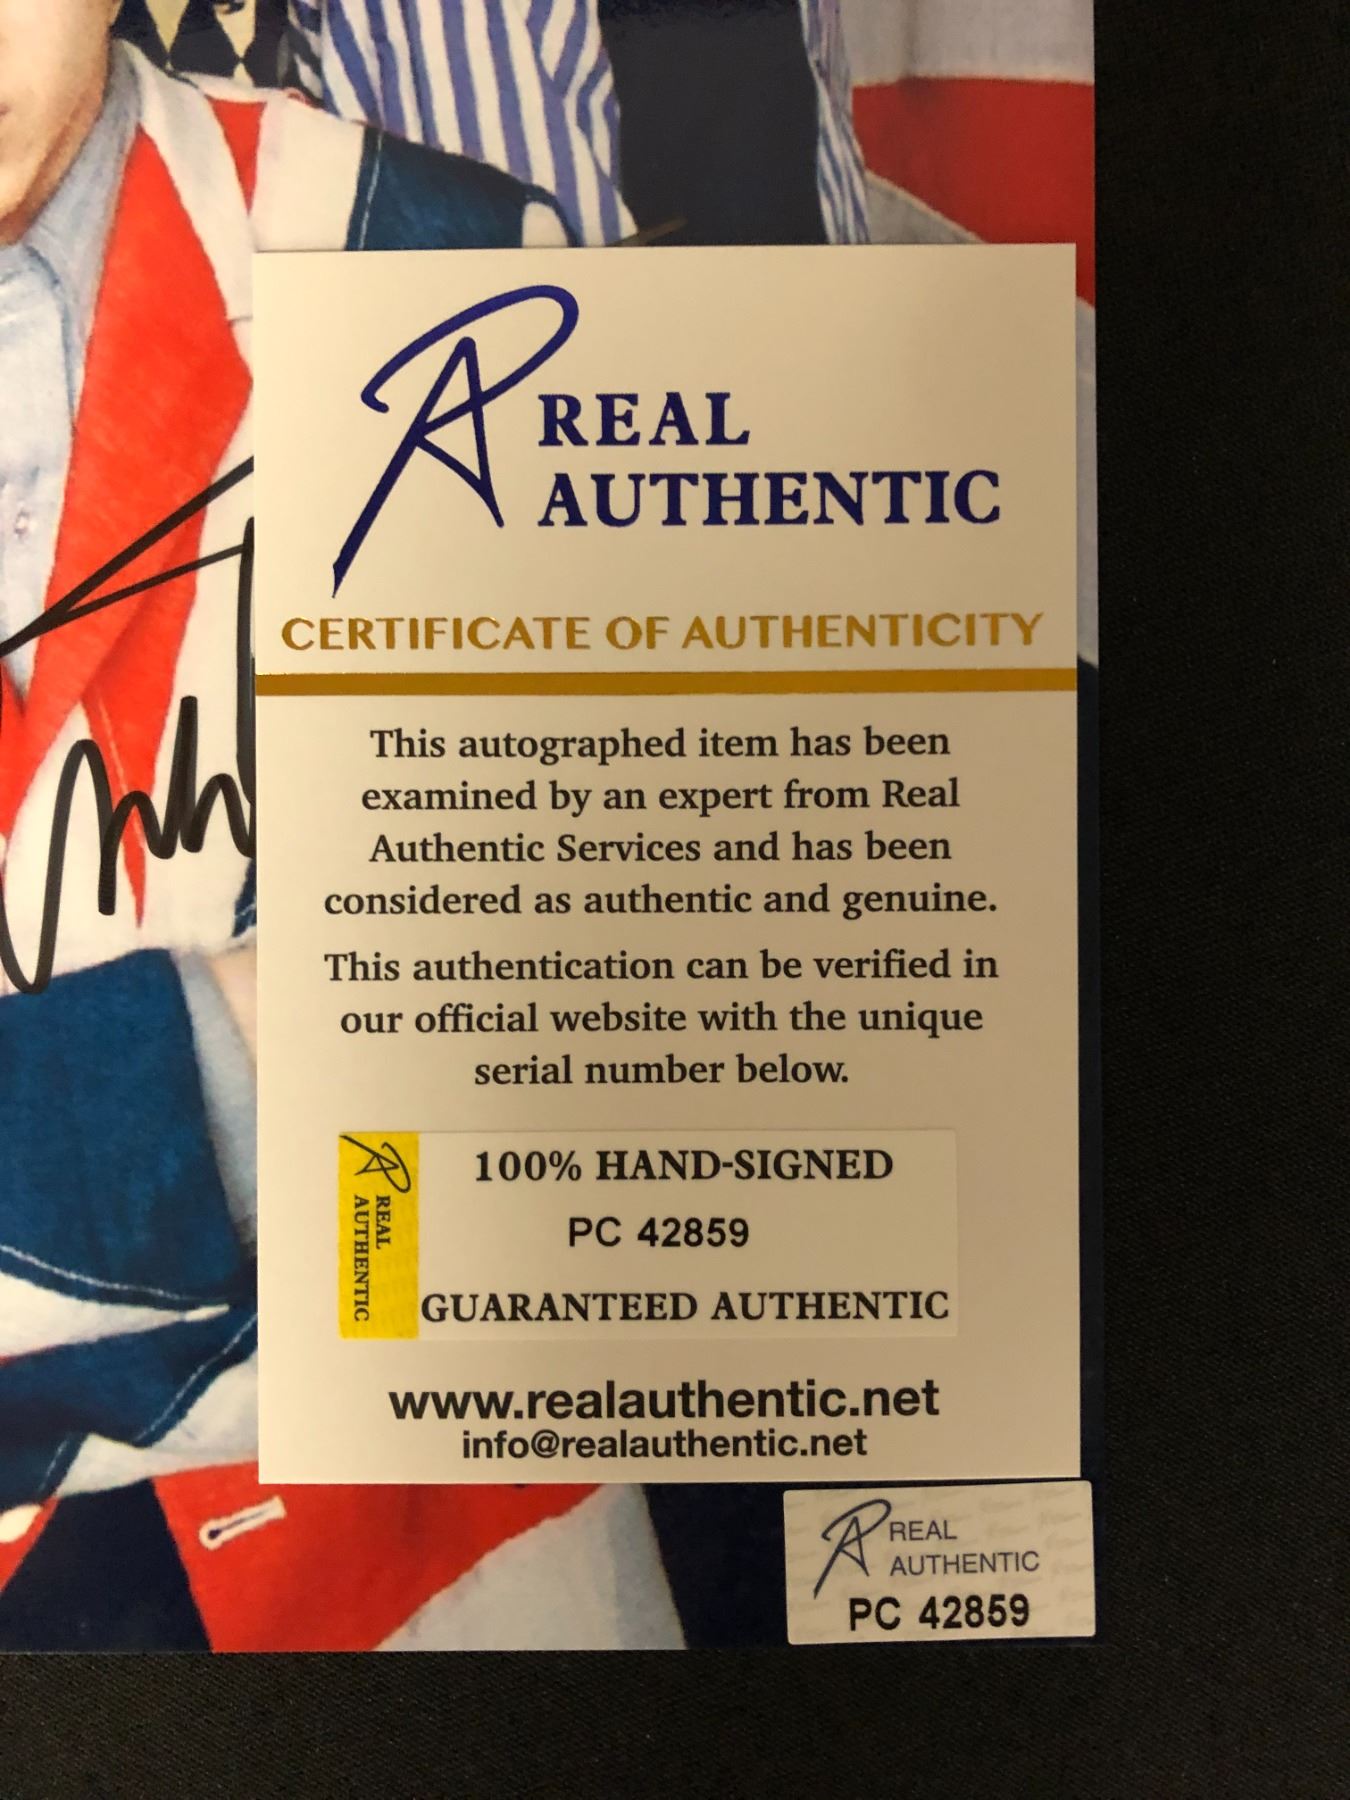 REAL
AUTHENTIC
CERTIFICATE OF AUTHENTICITY
This autographed item has been
examined by an expert from Real
Authentic Services and has been
considered as authentic and genuine.
This authentication can be verified in
our official website with the unique
serial number below.
REAL
AUTHENTIC
100% HAND-SIGNED
PC 42859
GUARANTEED AUTHENTIC
www.realauthentic.net
info@realauthentic.net
REAL
AUTHENTIC
PC 42859